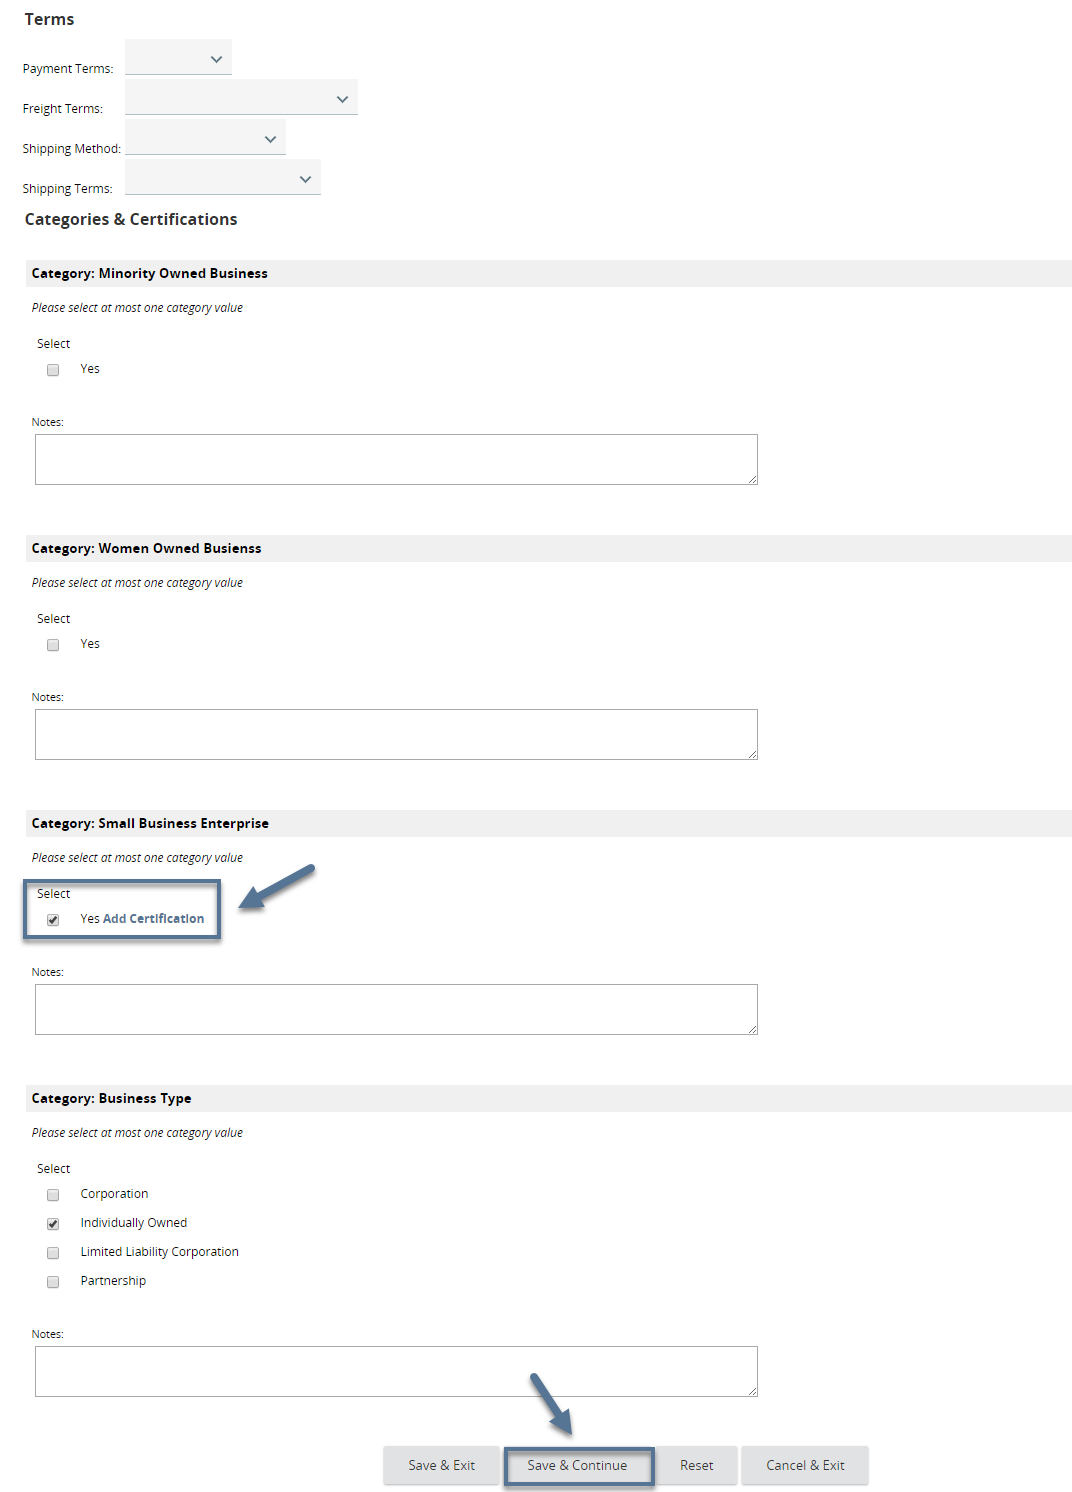 Terms
Payment Terms:
Freight Terms:
Shipping Method:
Shipping Terms:
Categories & Certifications
Category: Minority Owned Business
Please select at most one category value
Select
Yes
Notes:
Category: Women Owned Busienss
Please select at most one category value
Select
Yes
Notes:
Category: Small Business Enterprise
Please select at most one category value
Select
Yes Add Certification
Notes:
Category: Business Type
Please select at most one category value
Select
Corporation
Individually Owned
Limited Liability Corporation
Partnership
Notes:
Save & Exit Save & Continue Reset Cancel & Exit